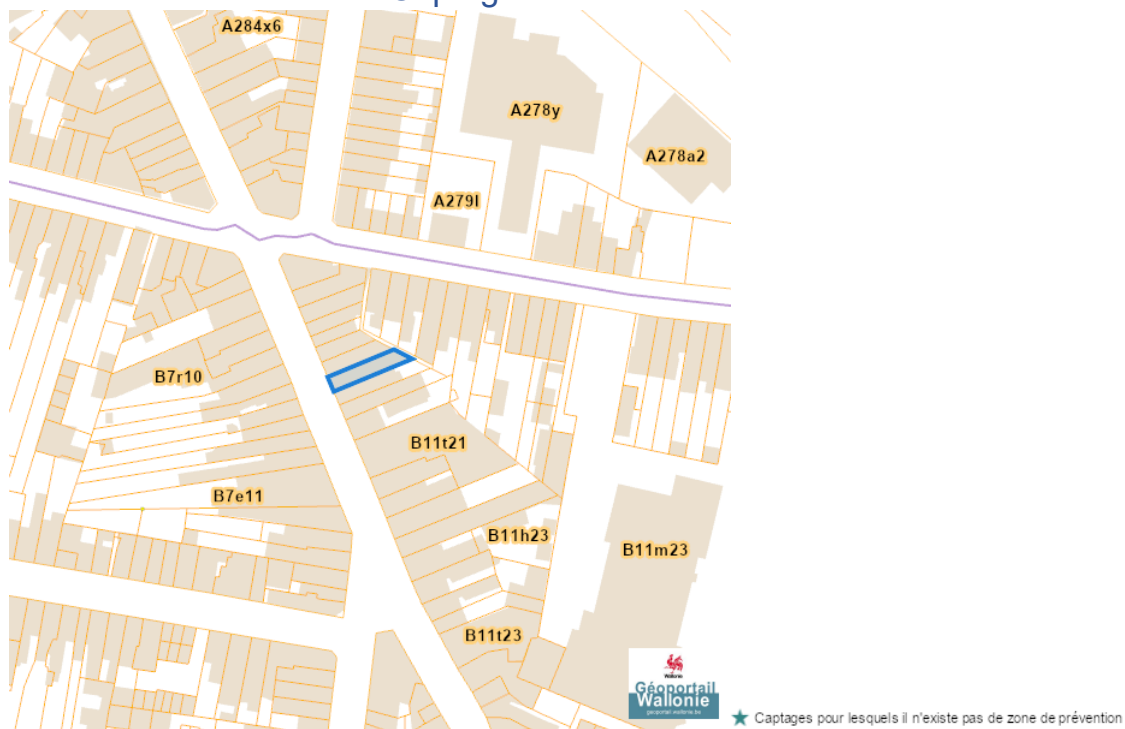 A284x6
A278y
A278a2
A279l
B7r10
B11t21
B7e11
B11h23
B11m23
B11t23
Wallonie
Géoportail
Wallonie
geoportail.wallonie.be
Captages pour lesquels il n'existe pas de zone de prévention